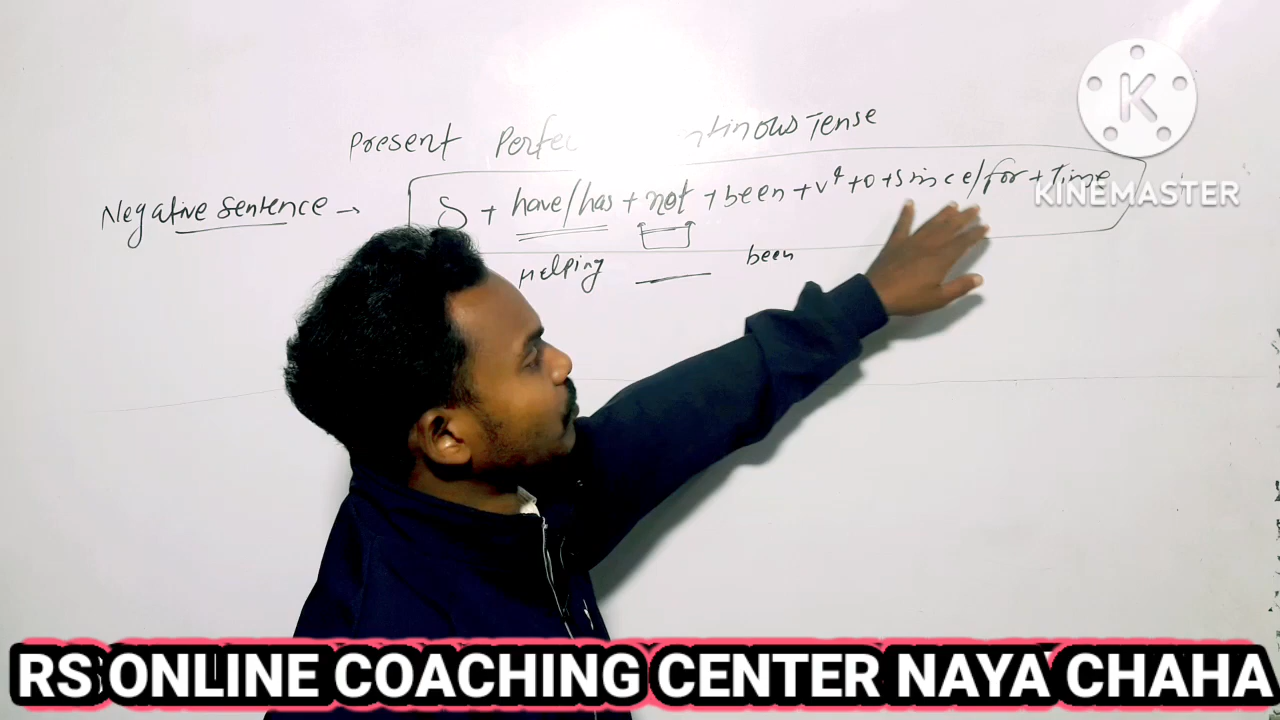 Present Perfe ntinous Tense
Negative Sentence → S + have/has + not + been + v⁴ + o + since/for + Time
Helping been
KINEMASTER
RS ONLINE COACHING CENTER NAYA CHAHA